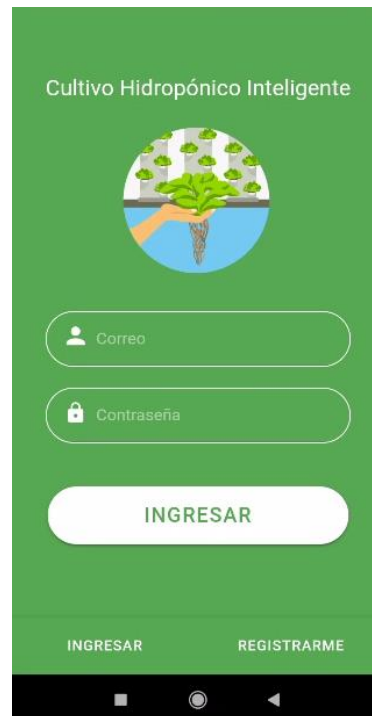 Cultivo Hidropónico Inteligente
Correo
Contraseña
INGRESAR
INGRESAR REGISTRARME